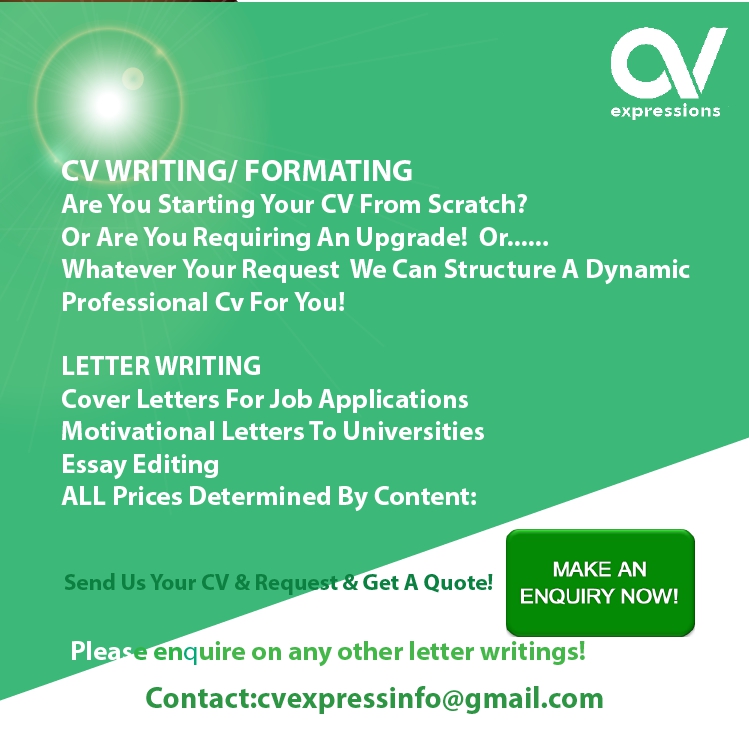 CV
expressions
CV WRITING/ FORMATING
Are You Starting Your CV From Scratch?
Or Are You Requiring An Upgrade!  Or......
Whatever Your Request  We Can Structure A Dynamic
Professional Cv For You!
LETTER WRITING
Cover Letters For Job Applications
Motivational Letters To Universities
Essay Editing
ALL Prices Determined By Content:
Send Us Your CV & Request & Get A Quote!
MAKE AN
ENQUIRY NOW!
Please enquire on any other letter writings!
Contact:cvexpressinfo@gmail.com